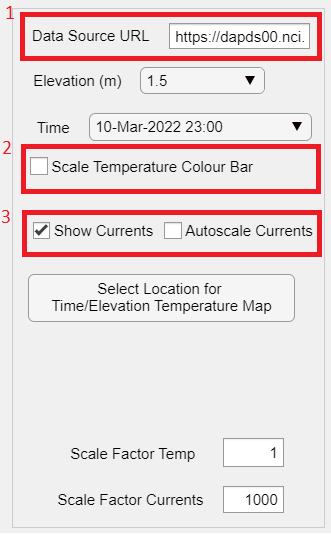 1
Data Source URL https://dapds00.nci.
Elevation (m) 1.5
Time 10-Mar-2022 23:00
2
Scale Temperature Colour Bar
3
Show Currents Autoscale Currents
Select Location for
Time/Elevation Temperature Map
Scale Factor Temp 1
Scale Factor Currents 1000